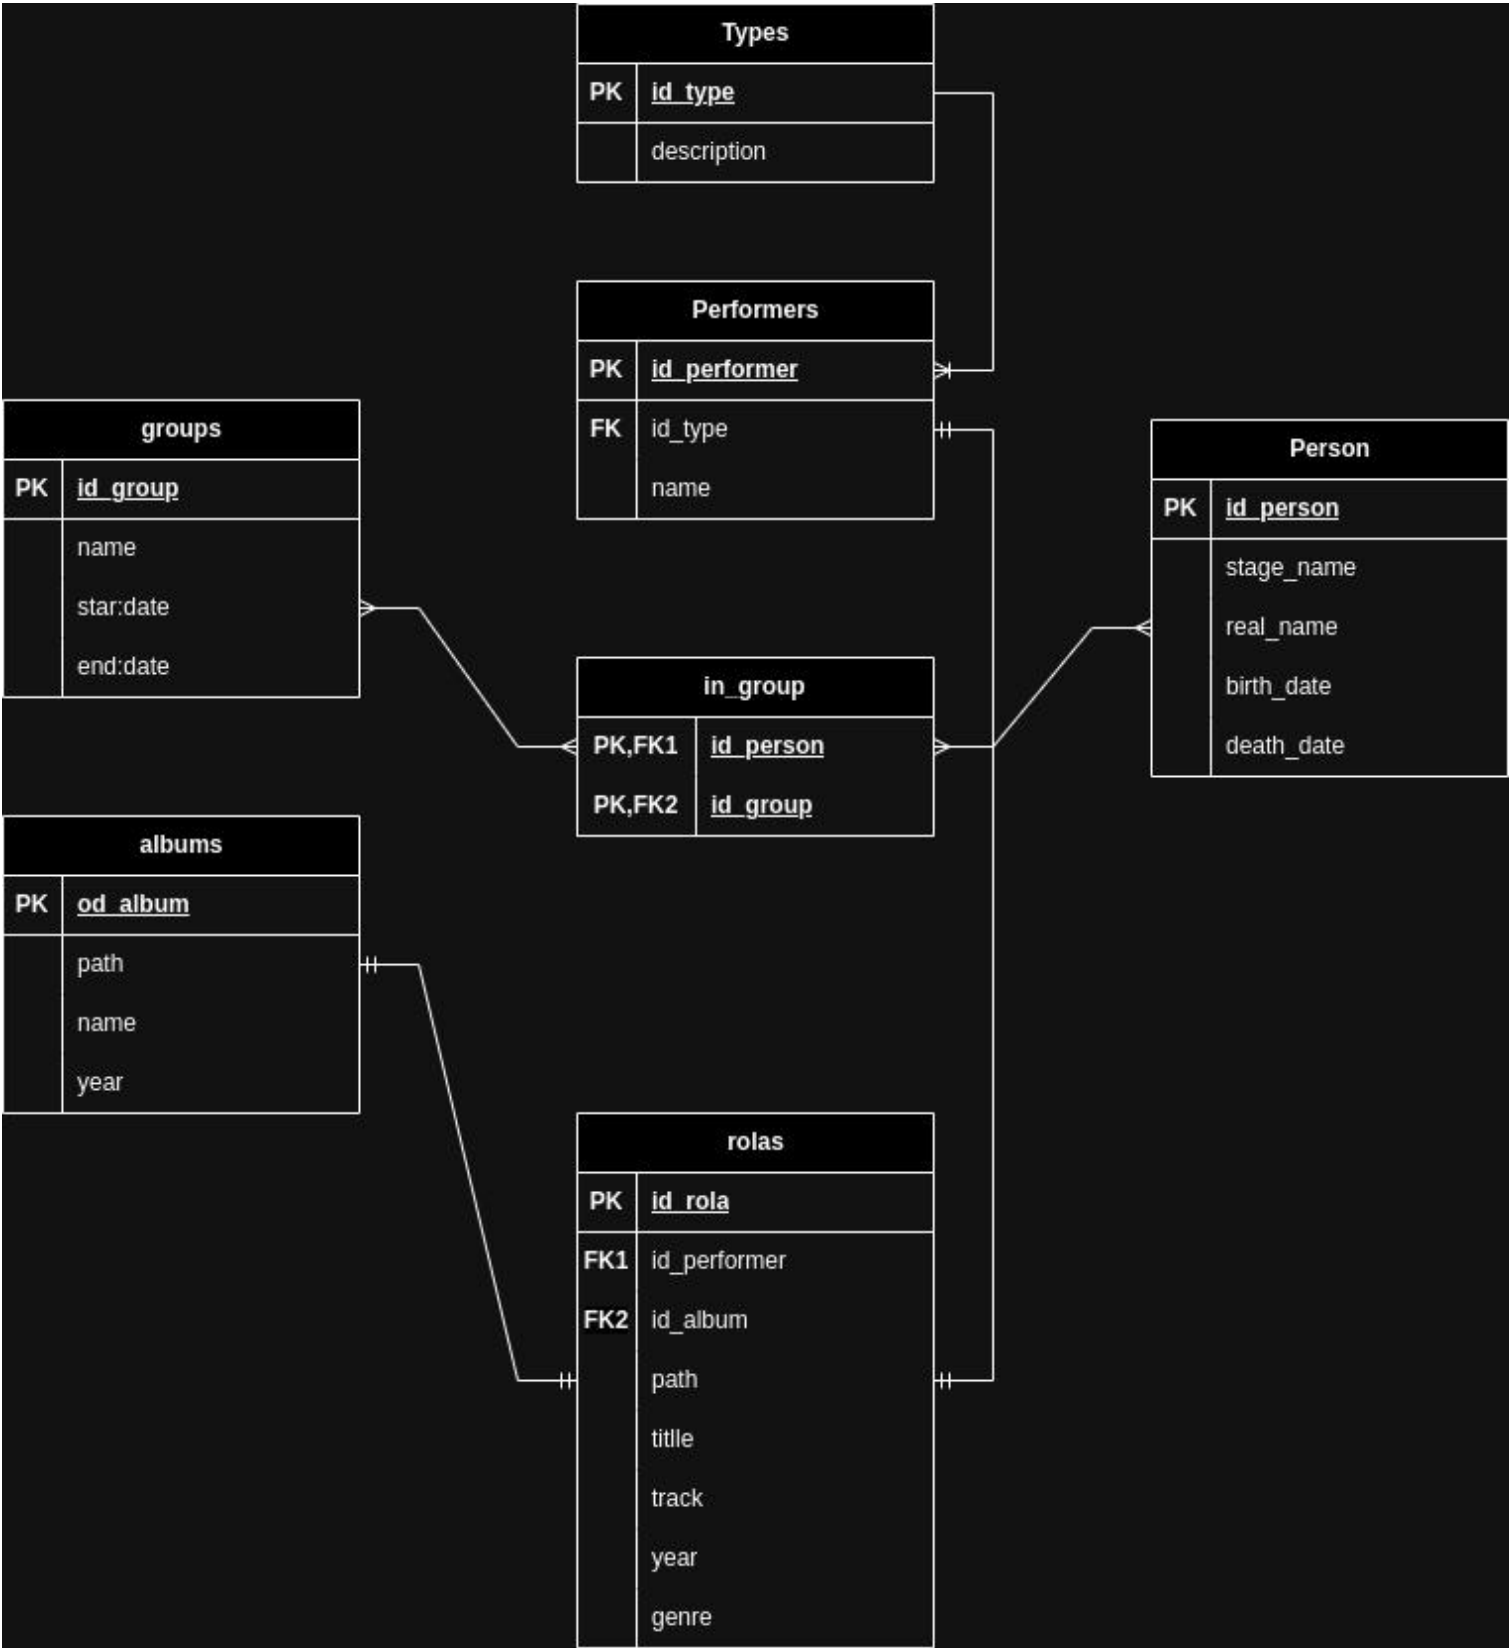 Types
PK id_type
description
Performers
PK id_performer
FK id_type
name
groups
PK id_group
name
star:date
end:date
Person
PK id_person
stage_name
real_name
birth_date
death_date
in_group
PK,FK1 id_person
PK,FK2 id_group
albums
PK od_album
path
name
year
rolas
PK id_rola
FK1 id_performer
FK2 id_album
path
titlle
track
year
genre